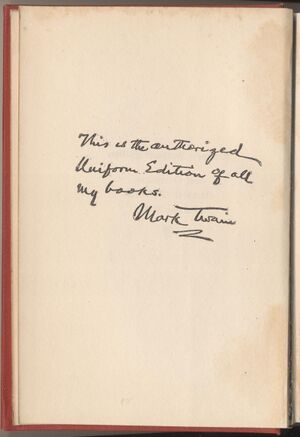 This is the authorized
Uniform Edition of all
my books.
Mark Twain